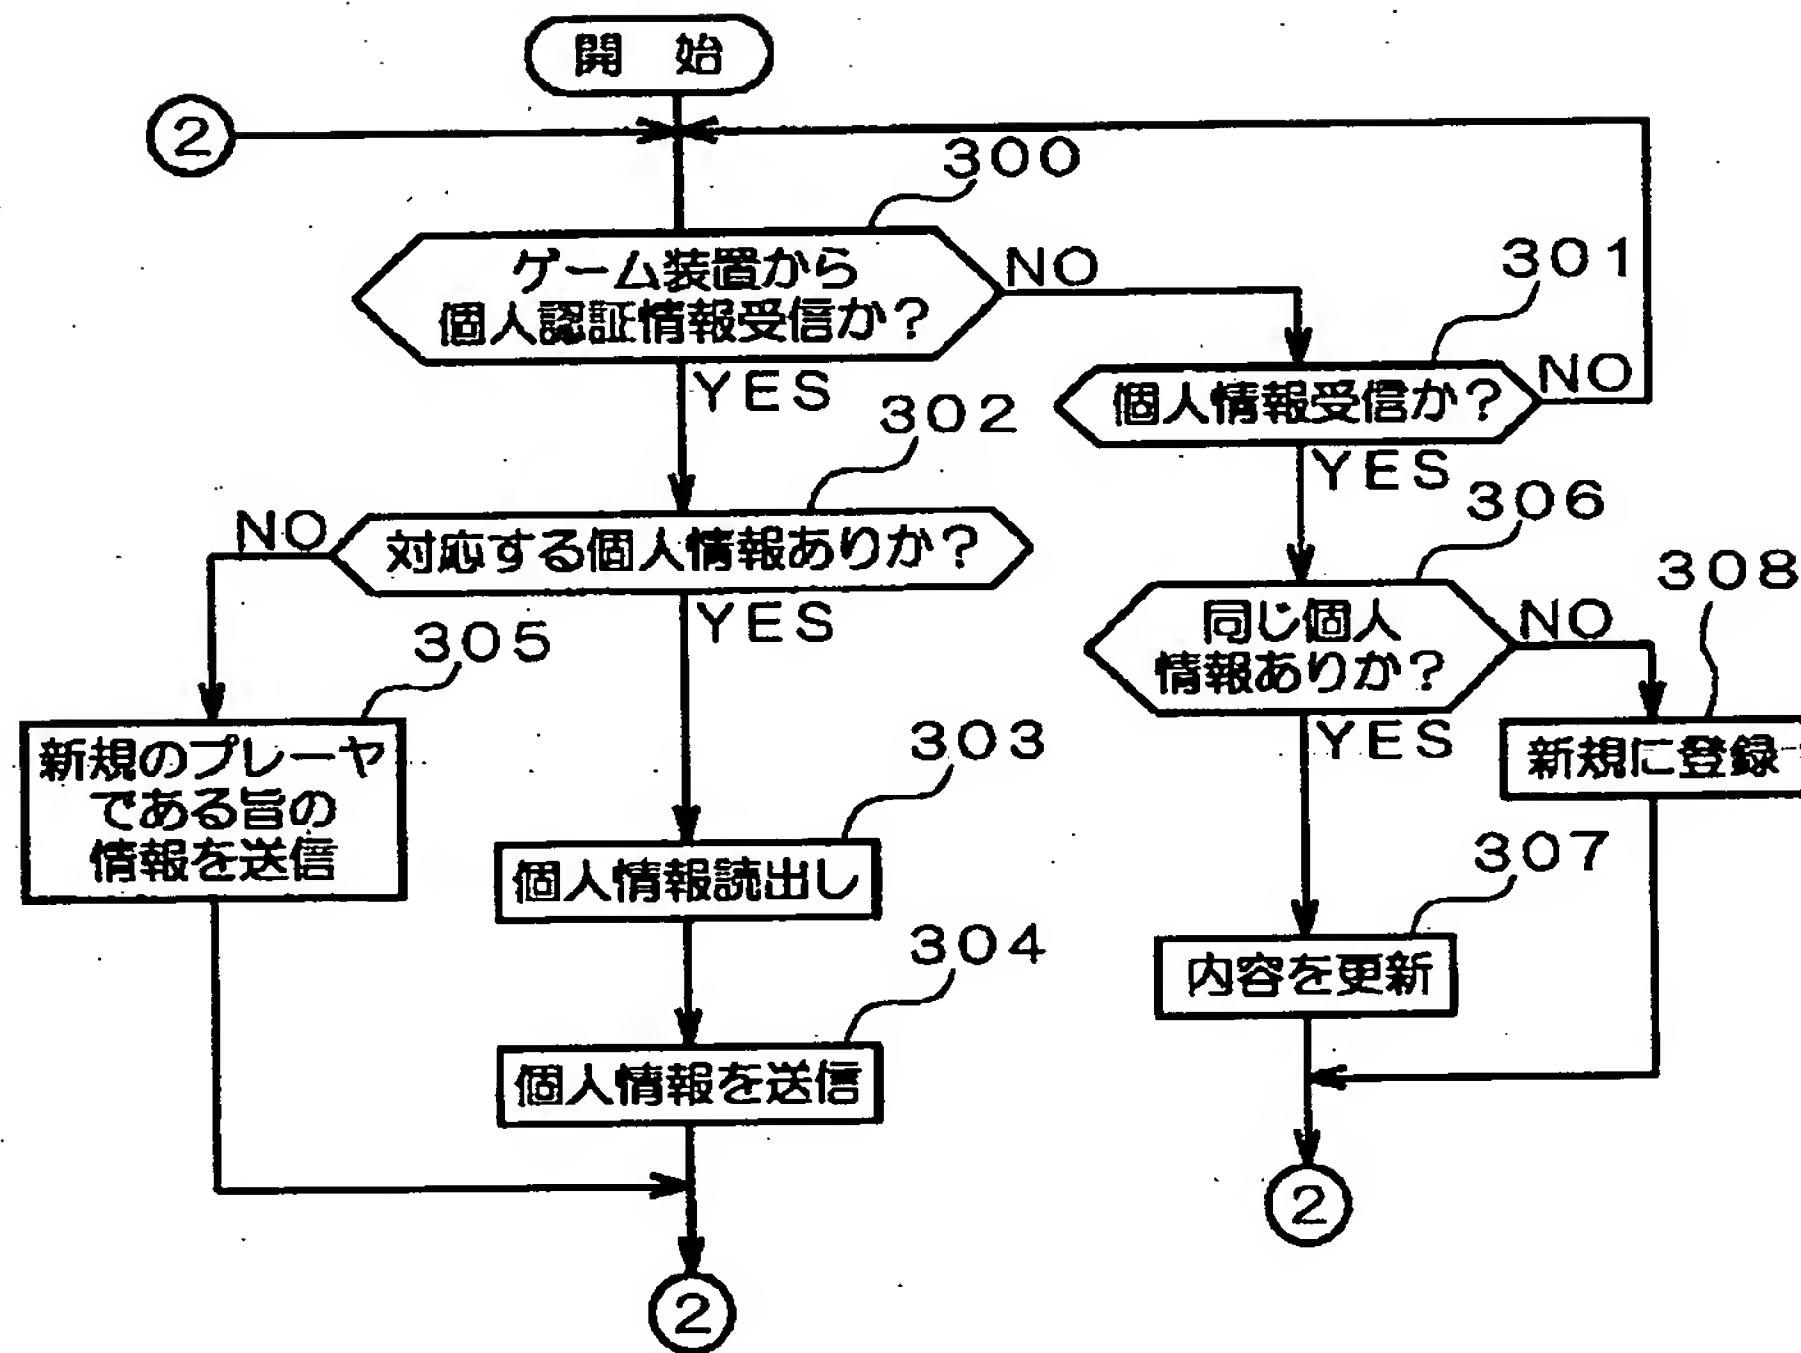 開 始
②
300
ゲーム装置から
個人認証情報受信か?
NO
301
YES
個人情報受信か?
NO
302
YES
対応する個人情報ありか?
NO
306
YES
同じ個人
情報ありか?
NO
308
305
新規のプレーヤ
である旨の
情報を送信
303
YES
新規に登録
個人情報読出し
307
304
内容を更新
個人情報を送信
②
②